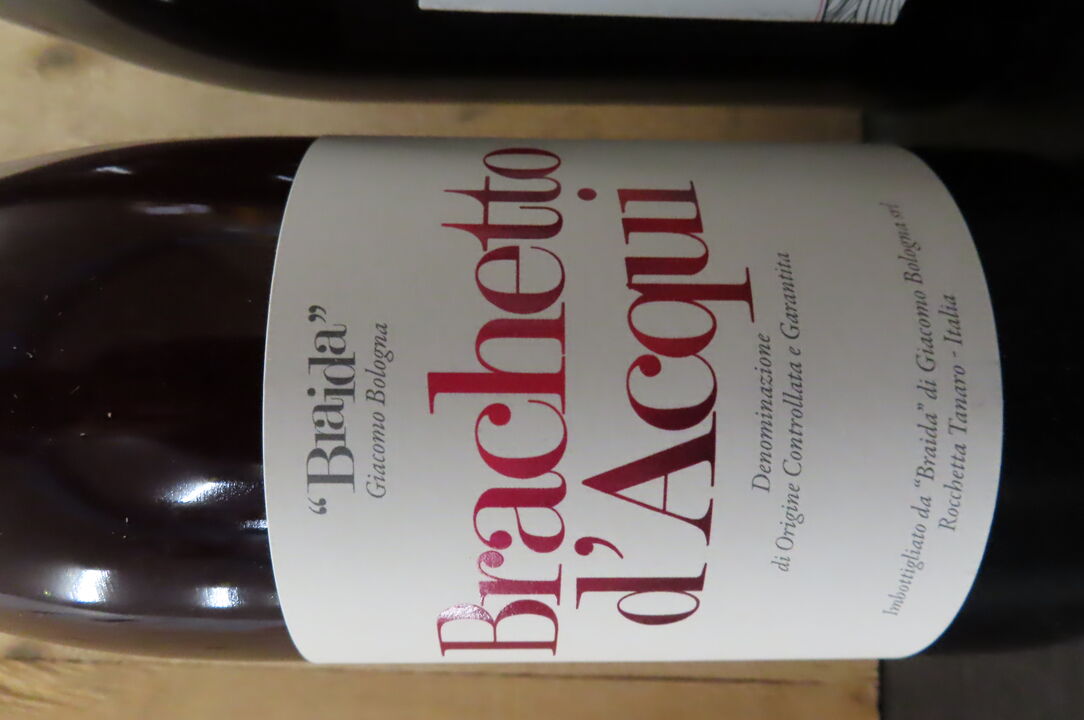 “Braida”
Giacomo Bologna
Brachetto
d'Acqui
Denominazione
di Origine Controllata e Garantita
Imbottigliato da “Braida” di Giacomo Bologna srl
Rocchetta Tanaro - Italia